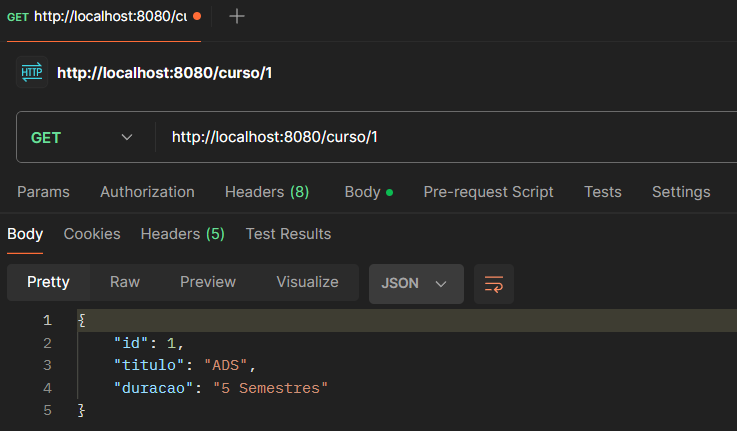 GET http://localhost:8080/cu
HTTP http://localhost:8080/curso/1
GET http://localhost:8080/curso/1
Params Authorization Headers (8) Body Pre-request Script Tests Settings
Body Cookies Headers (5) Test Results
Pretty Raw Preview Visualize JSON
1 {
2 "id": 1,
3 "titulo": "ADS",
4 "duracao": "5 Semestres"
5 }